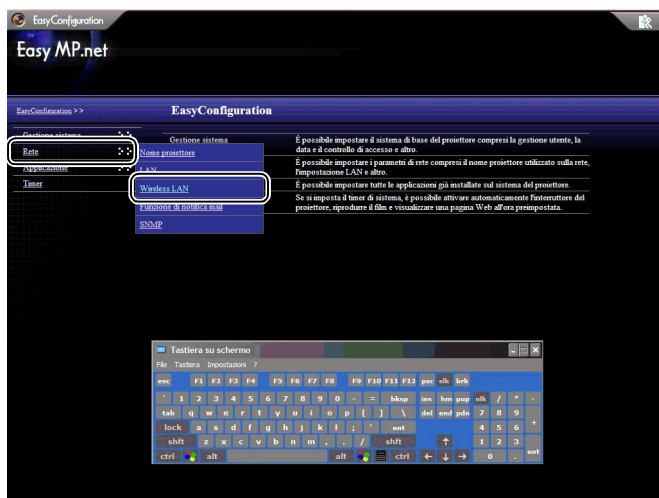 EasyConfiguration
Easy MP.net
EasyConfiguration >>
EasyConfiguration
Gestione sistema
Rete
Applicazione
Timer
Nome proiettore
LAN
Wireless LAN
Funzione di notifica mail
SNMP
Gestione sistema
È possibile impostare il sistema di base del proiettore compresi la gestione utente, la
data e il controllo di accesso e altro.
È possibile impostare i parametri di rete compresi il nome proiettore utilizzato sulla rete,
l'impostazione LAN e altro.
È possibile impostare tutte le applicazioni già installate sul sistema del proiettore.
Se si imposta il timer di sistema, è possibile attivare automaticamente l'interruttore del
proiettore, riprodurre il film e visualizzare una pagina Web all'ora preimpostata.
Tastiera su schermo
File Tastiera Impostazioni ?
esc F1 F2 F3 F4 F5 F6 F7 F8 F9 F10 F11 F12 psc slk brk
` 1 2 3 4 5 6 7 8 9 0 - = bksp ins hm pup nlk / * -
tab q w e r t y u i o p [ ] \ del end pdn 7 8 9 +
lock a s d f g h j k l ; ' ent 4 5 6
shft z x c v b n m , . / shft ↑ 1 2 3 ent
ctrl alt alt ctrl ← ↓ → 0 .